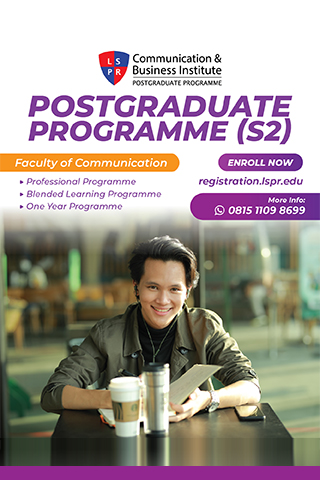 L S
P R
Communication &
Business Institute
POSTGRADUATE PROGRAMME
POSTGRADUATE
PROGRAMME (S2)
Faculty of Communication
▸ Professional Programme
▸ Blended Learning Programme
▸ One Year Programme
ENROLL NOW
registration.lspr.edu
More Info:
0815 1109 8699